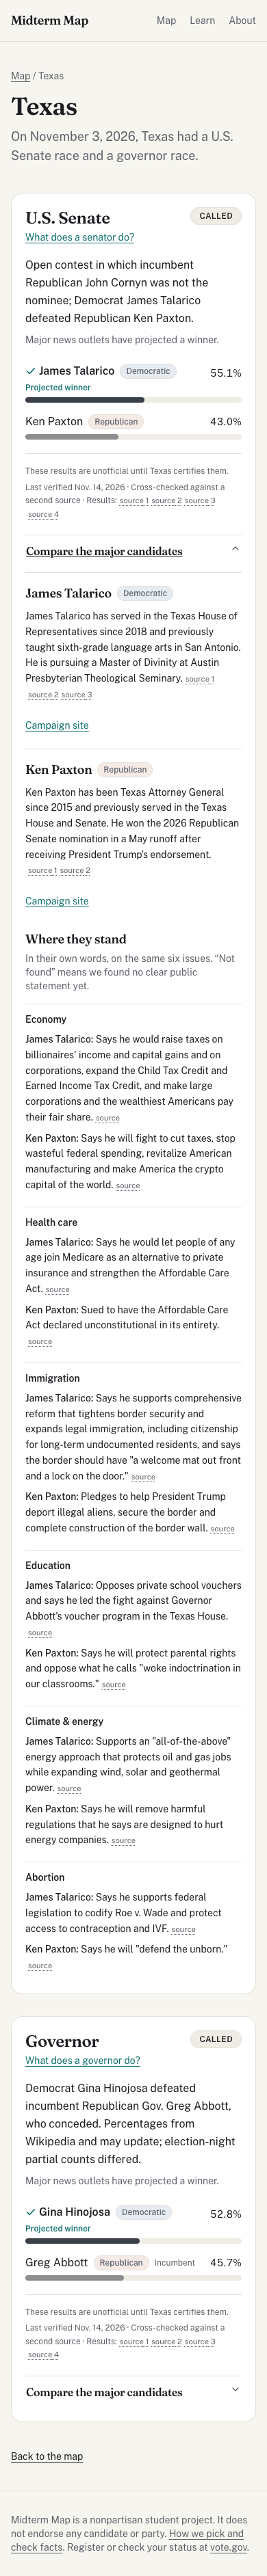 Midterm Map
Map Learn About
Map / Texas
Texas
On November 3, 2026, Texas had a U.S.
Senate race and a governor race.
U.S. Senate
CALLED
What does a senator do?
Open contest in which incumbent
Republican John Cornyn was not the
nominee; Democrat James Talarico
defeated Republican Ken Paxton.
Major news outlets have projected a winner.
✓ James Talarico Democratic 55.1%
Projected winner
Ken Paxton Republican 43.0%
These results are unofficial until Texas certifies them.
Last verified Nov. 14, 2026 · Cross-checked against a
second source · Results: source 1 source 2 source 3
source 4
Compare the major candidates
James Talarico Democratic
James Talarico has served in the Texas House of
Representatives since 2018 and previously
taught sixth-grade language arts in San Antonio.
He is pursuing a Master of Divinity at Austin
Presbyterian Theological Seminary. source 1
source 2 source 3
Campaign site
Ken Paxton Republican
Ken Paxton has been Texas Attorney General
since 2015 and previously served in the Texas
House and Senate. He won the 2026 Republican
Senate nomination in a May runoff after
receiving President Trump's endorsement.
source 1 source 2
Campaign site
Where they stand
In their own words, on the same six issues. "Not
found" means we found no clear public
statement yet.
Economy
James Talarico: Says he would raise taxes on
billionaires' income and capital gains and on
corporations, expand the Child Tax Credit and
Earned Income Tax Credit, and make large
corporations and the wealthiest Americans pay
their fair share. source
Ken Paxton: Says he will fight to cut taxes, stop
wasteful federal spending, revitalize American
manufacturing and make America the crypto
capital of the world. source
Health care
James Talarico: Says he would let people of any
age join Medicare as an alternative to private
insurance and strengthen the Affordable Care
Act. source
Ken Paxton: Sued to have the Affordable Care
Act declared unconstitutional in its entirety.
source
Immigration
James Talarico: Says he supports comprehensive
reform that tightens border security and
expands legal immigration, including citizenship
for long-term undocumented residents, and says
the border should have "a welcome mat out front
and a lock on the door." source
Ken Paxton: Pledges to help President Trump
deport illegal aliens, secure the border and
complete construction of the border wall. source
Education
James Talarico: Opposes private school vouchers
and says he led the fight against Governor
Abbott's voucher program in the Texas House.
source
Ken Paxton: Says he will protect parental rights
and oppose what he calls "woke indoctrination in
our classrooms." source
Climate & energy
James Talarico: Supports an "all-of-the-above"
energy approach that protects oil and gas jobs
while expanding wind, solar and geothermal
power. source
Ken Paxton: Says he will remove harmful
regulations that he says are designed to hurt
energy companies. source
Abortion
James Talarico: Says he supports federal
legislation to codify Roe v. Wade and protect
access to contraception and IVF. source
Ken Paxton: Says he will "defend the unborn."
source
Governor
CALLED
What does a governor do?
Democrat Gina Hinojosa defeated
incumbent Republican Gov. Greg Abbott,
who conceded. Percentages from
Wikipedia and may update; election-night
partial counts differed.
Major news outlets have projected a winner.
✓ Gina Hinojosa Democratic 52.8%
Projected winner
Greg Abbott Republican Incumbent 45.7%
These results are unofficial until Texas certifies them.
Last verified Nov. 14, 2026 · Cross-checked against a
second source · Results: source 1 source 2 source 3
source 4
Compare the major candidates
Back to the map
Midterm Map is a nonpartisan student project. It does
not endorse any candidate or party. How we pick and
check facts. Register or check your status at vote.gov.